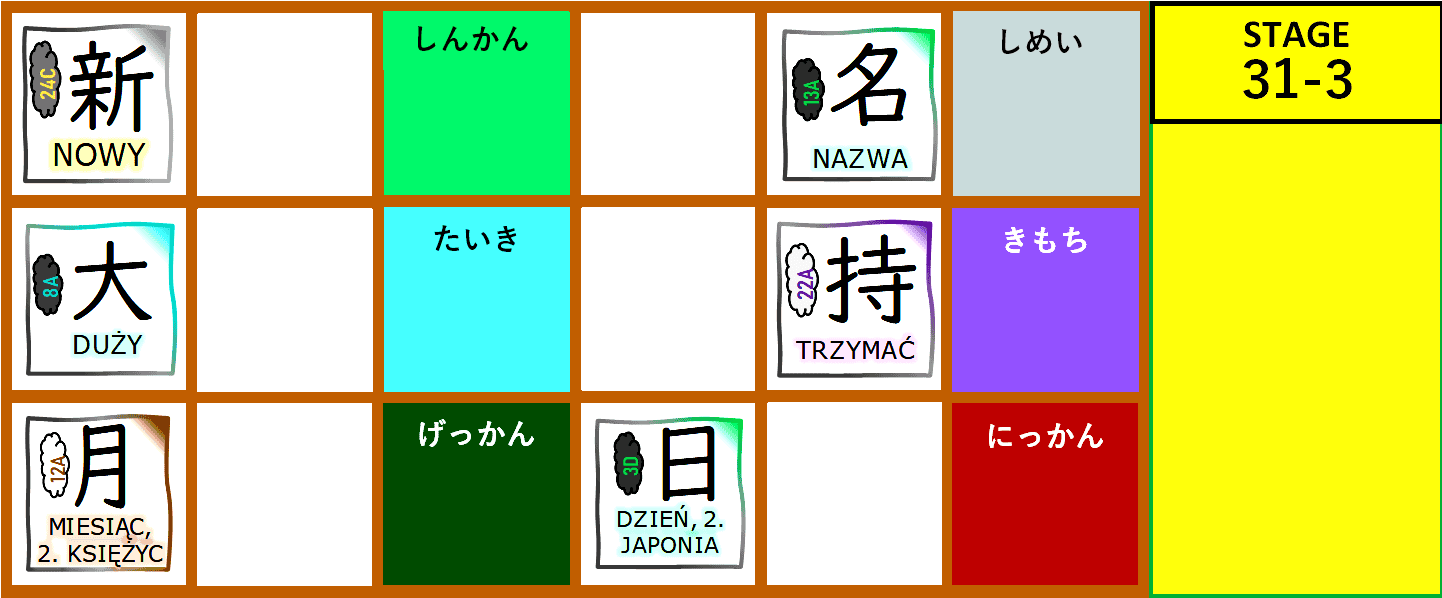 新
24C
NOWY
しんかん
名
13A
NAZWA
しめい
STAGE
31-3
大
8A
DUŻY
たいき
持
22A
TRZYMAĆ
きもち
月
12A
MIESIĄC,
2. KSIĘŻYC
げっかん
日
3D
DZIEŃ, 2.
JAPONIA
にっかん